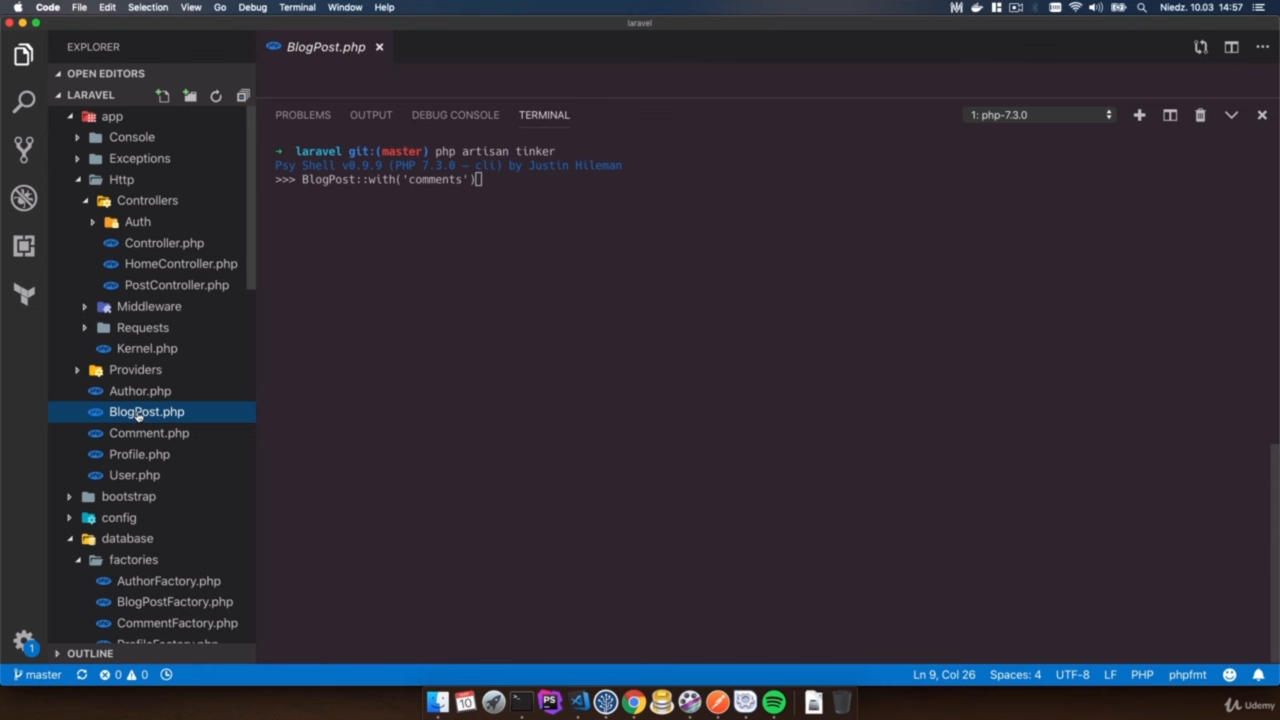 Code File Edit Selection View Go Debug Terminal Window Help
Niedz. 10.03 14:57
laravel
EXPLORER
OPEN EDITORS
LARAVEL
app
Console
Exceptions
Http
Controllers
Auth
Controller.php
HomeController.php
PostController.php
Middleware
Requests
Kernel.php
Providers
Author.php
BlogPost.php
Comment.php
Profile.php
User.php
bootstrap
config
database
factories
AuthorFactory.php
BlogPostFactory.php
CommentFactory.php
ProfileFactory.php
OUTLINE
BlogPost.php
PROBLEMS OUTPUT DEBUG CONSOLE TERMINAL
1: php-7.3.0
➜ laravel git:(master) php artisan tinker
Psy Shell v0.9.9 (PHP 7.3.0 — cli) by Justin Hileman
>>> BlogPost::with('comments')
1
master 0 0
Ln 9, Col 26 Spaces: 4 UTF-8 LF PHP phpfmt
10
PS
Udemy